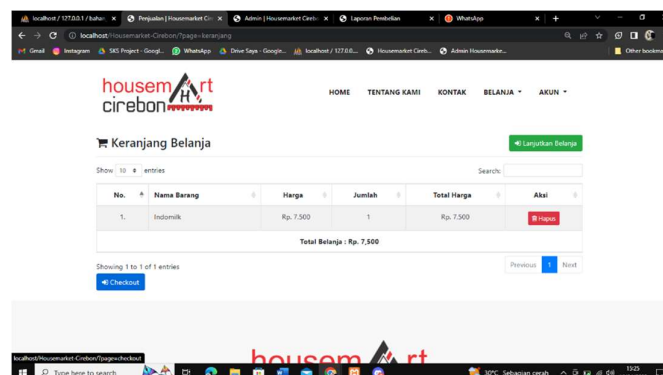 localhost / 127.0.0.1 / bahan
Penjualan | Housemarket Cir
Admin | Housemarket Cirebo
Laporan Pembelian
WhatsApp
localhost/Housemarket-Cirebon/?page=keranjang
Gmail Instagram SKS Project - Googl... WhatsApp Drive Saya - Google... localhost / 127.0.0.... Housemarket Cireb... Admin Housemarke... Other bookma
housem rt
cirebon
HOME TENTANG KAMI KONTAK BELANJA AKUN
Keranjang Belanja
Lanjutkan Belanja
Show 10 entries
Search:
No. Nama Barang Harga Jumlah Total Harga Aksi
1. Indomilk Rp. 7,500 1 Rp. 7,500 Hapus
Total Belanja : Rp. 7,500
Showing 1 to 1 of 1 entries
Previous 1 Next
Checkout
housem rt
localhost/Housemarket-Cirebon/?page=checkout
Type here to search
30°C Sebagian cerah
15:25